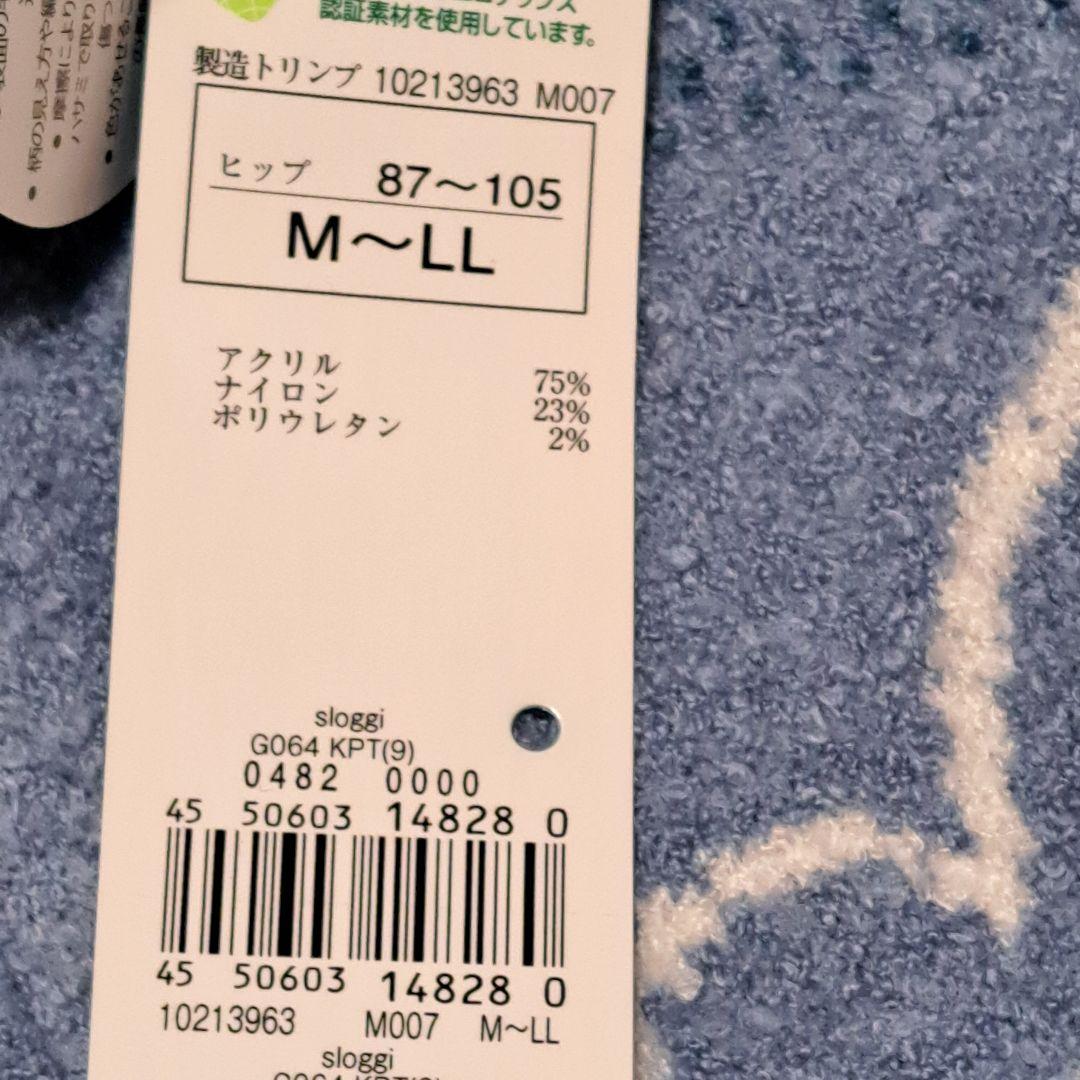 認証素材を使用しています。
製造トリンプ 10213963 M007
ヒップ 87～105
M～LL
アクリル 75%
ナイロン 23%
ポリウレタン 2%
sloggi
G064 KPT(9)
0482 0000
45 50603 14828 0
45 50603 14828 0
10213963 M007 M～LL
sloggi